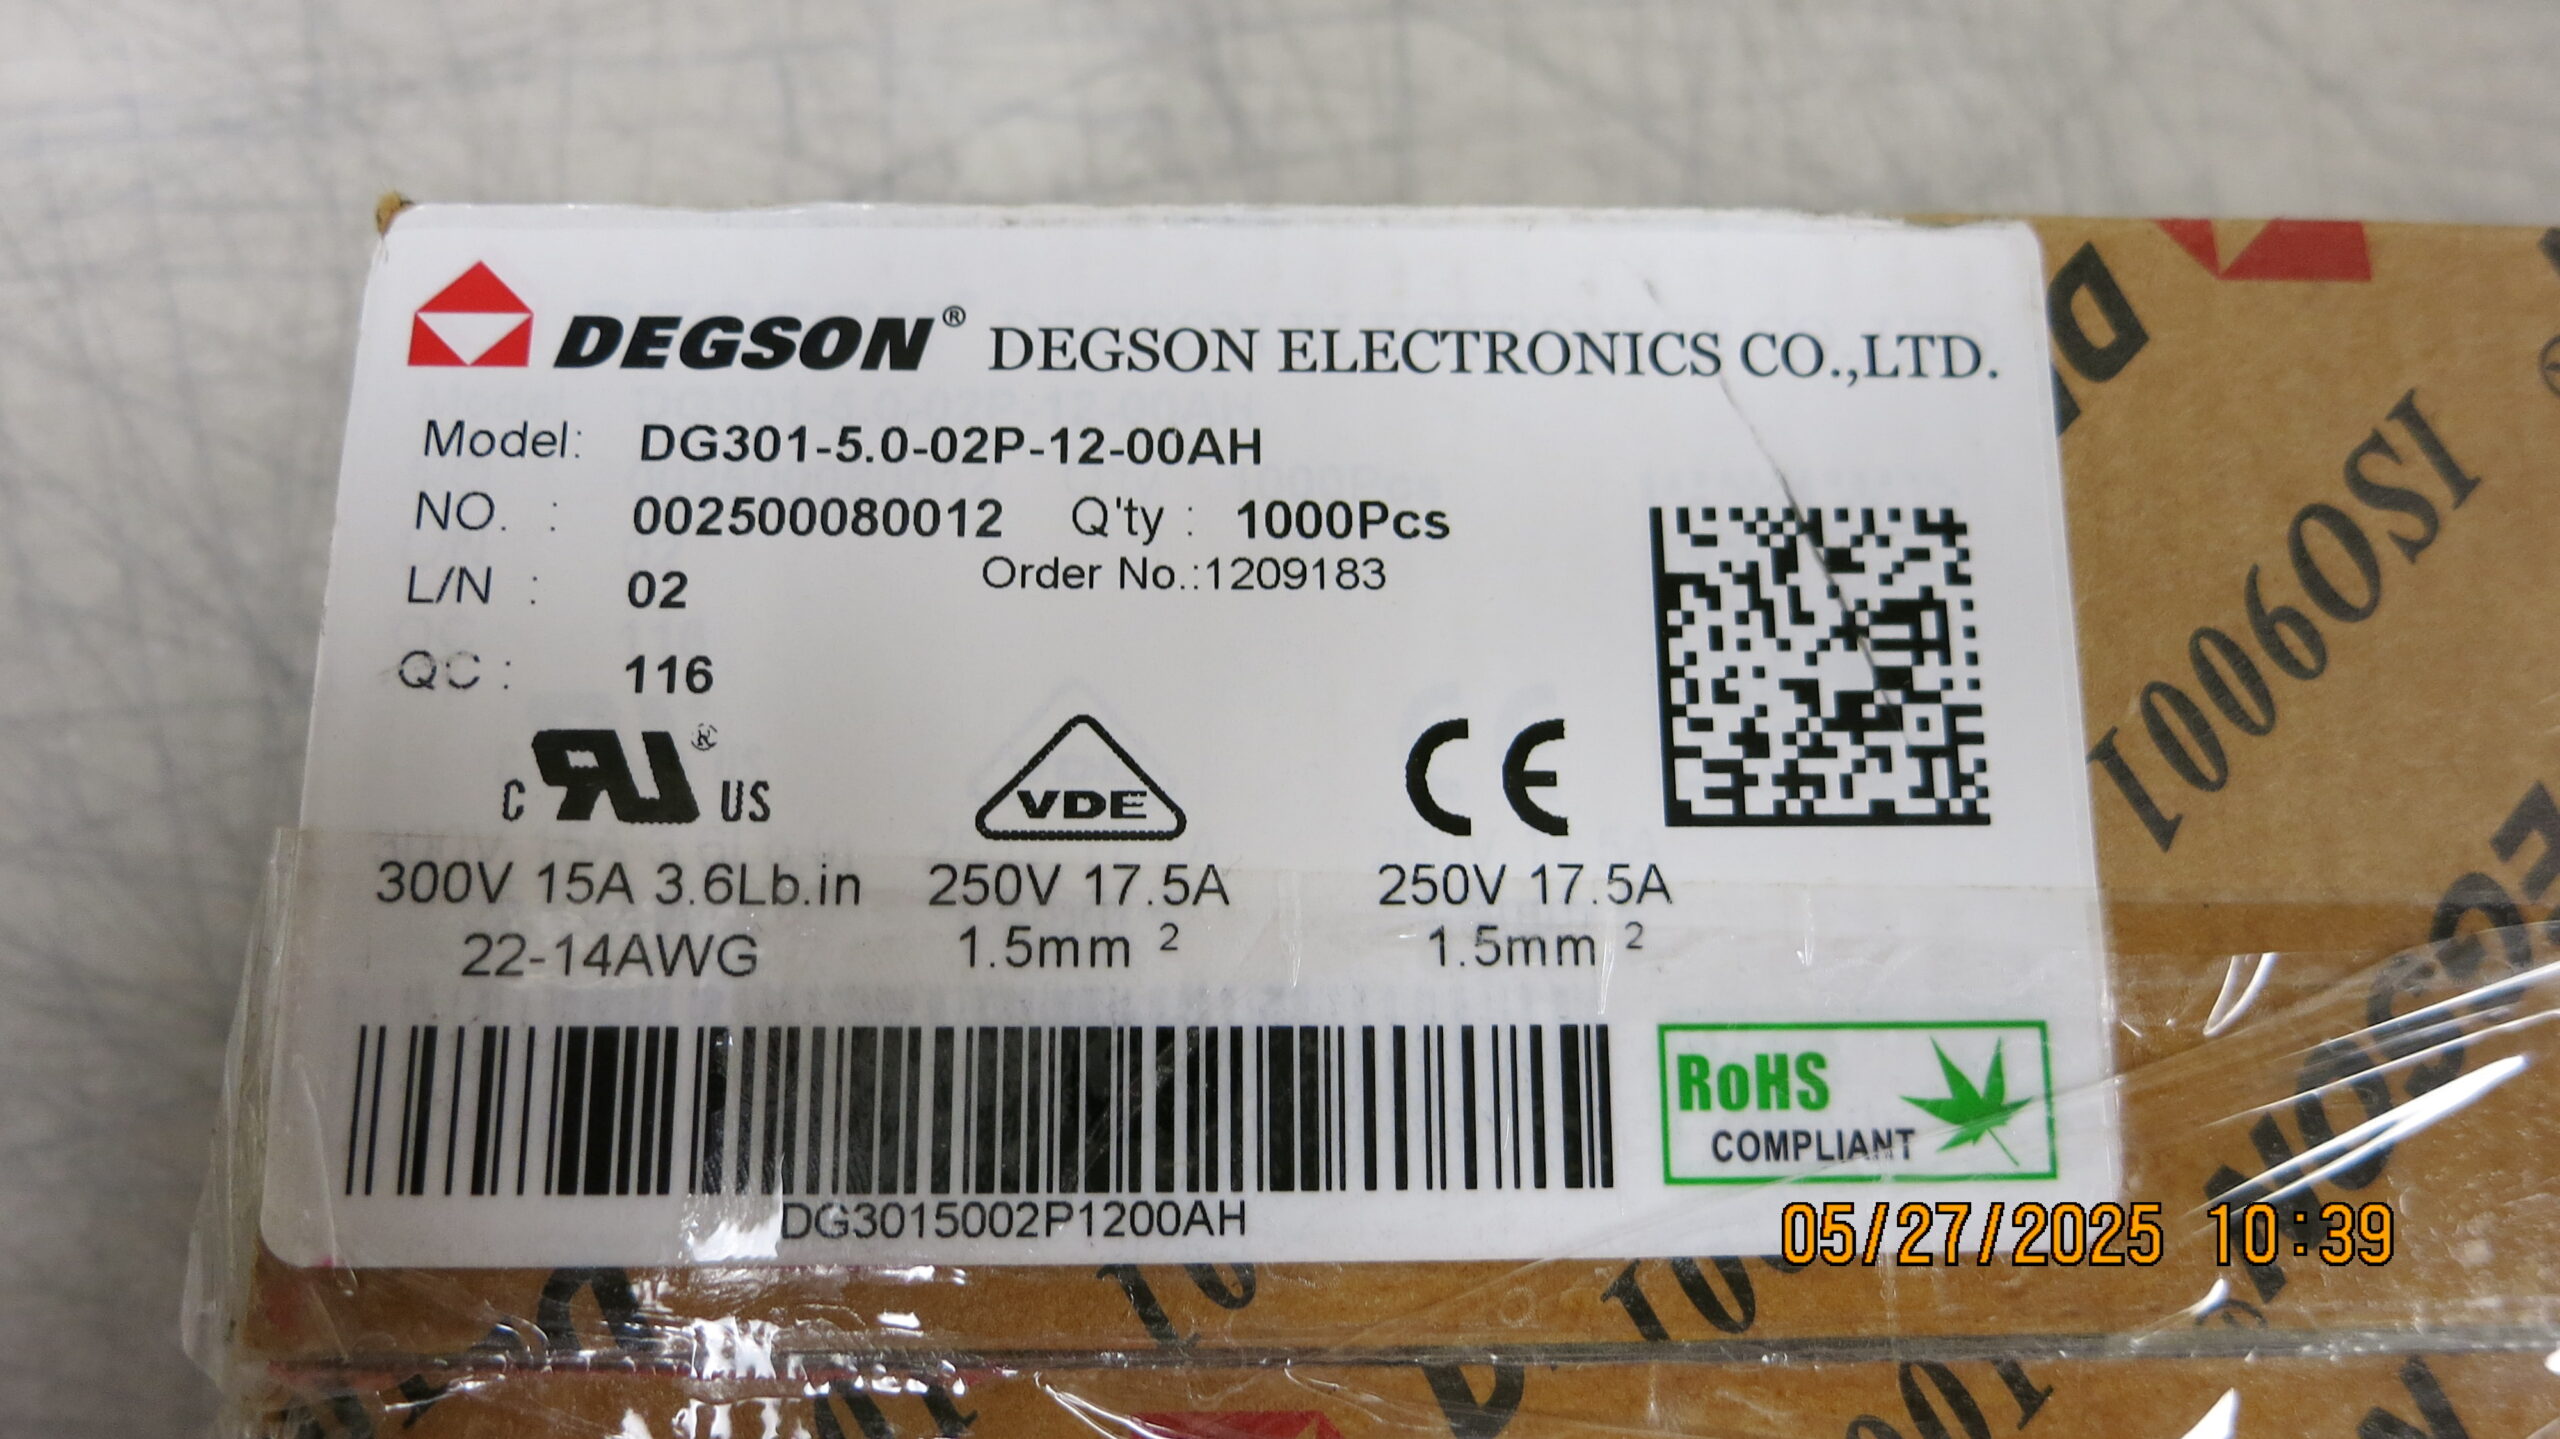 DEGSON® DEGSON ELECTRONICS CO.,LTD.
Model: DG301-5.0-02P-12-00AH
NO. : 002500080012 Q'ty : 1000Pcs
L/N : 02 Order No.:1209183
QC : 116
C RU® US VDE CE
300V 15A 3.6Lb.in 250V 17.5A 250V 17.5A
22-14AWG 1.5mm ² 1.5mm ²
DG3015002P1200AH
RoHS
COMPLIANT
ISO9001
05/27/2025 10:39